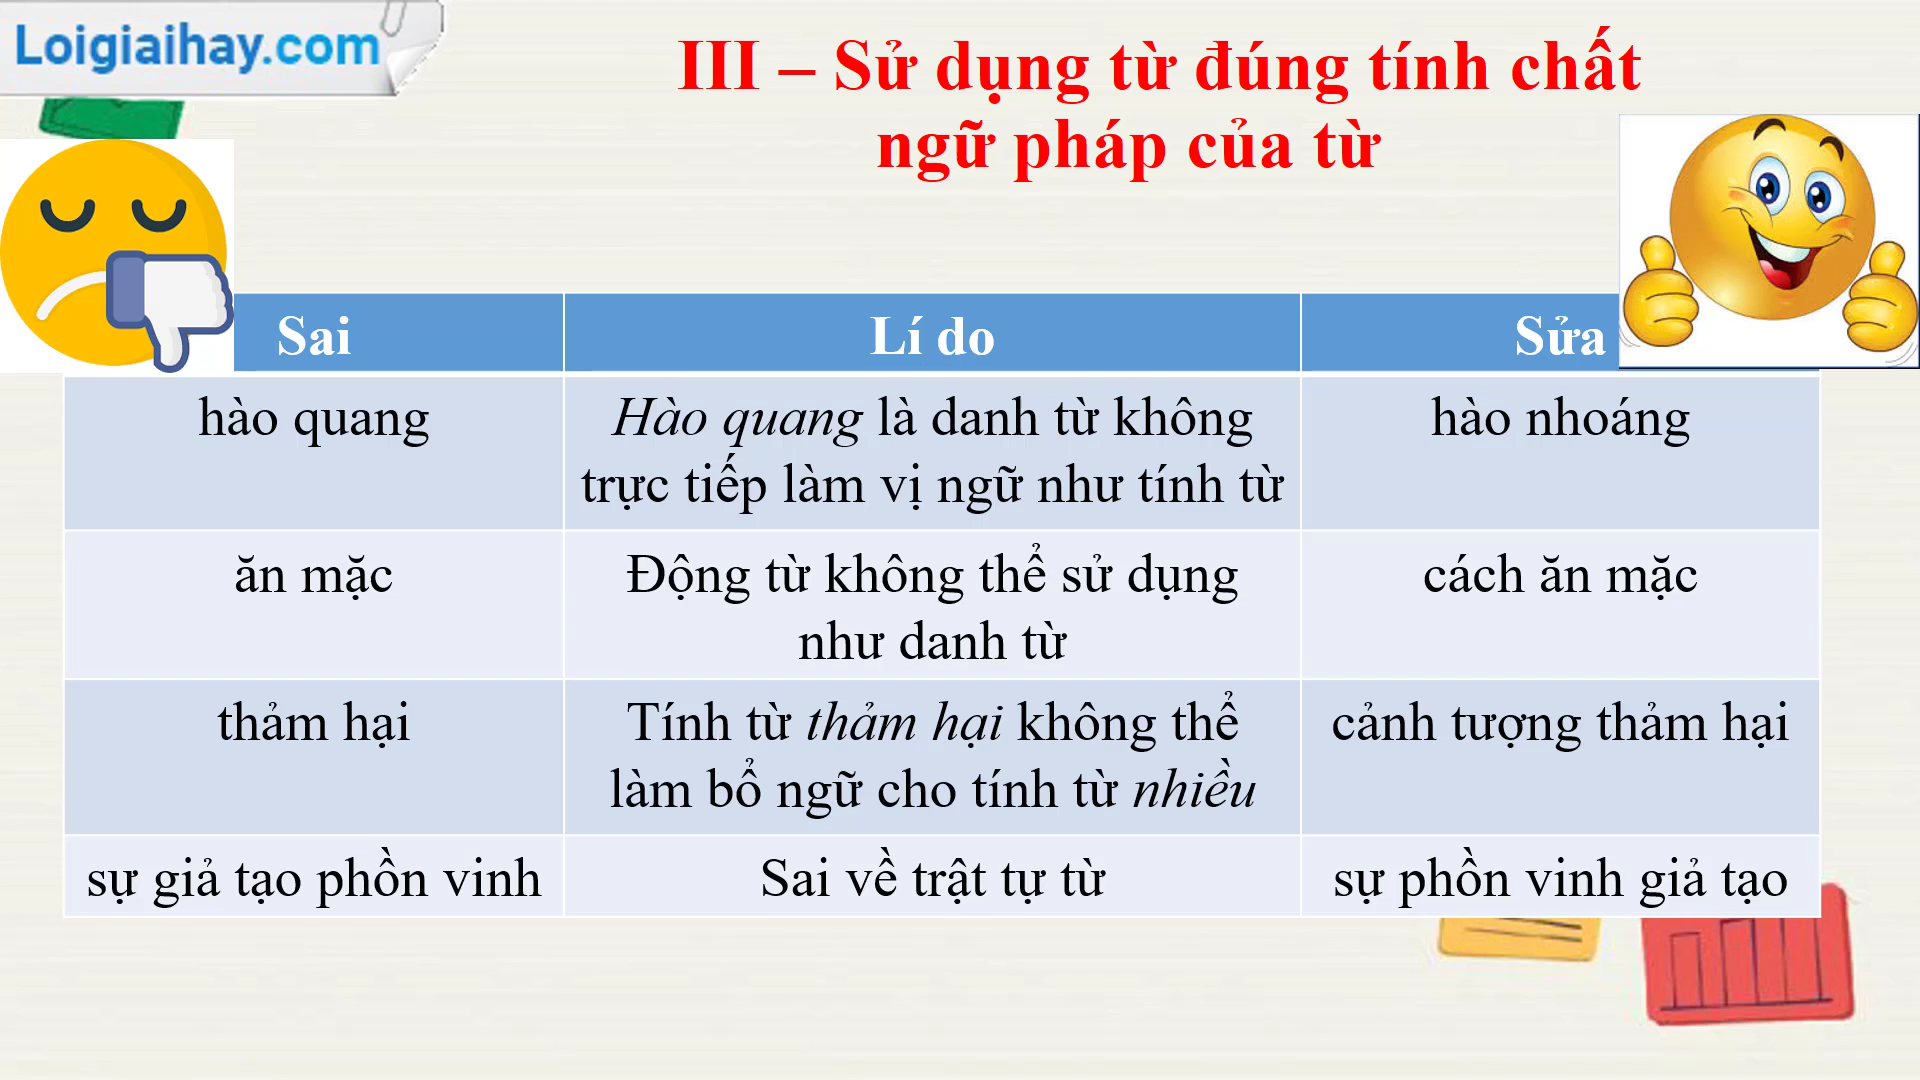 Loigiaihay.com
III – Sử dụng từ đúng tính chất
ngữ pháp của từ
Sai
Lí do
Sửa
hào quang
Hào quang là danh từ không
trực tiếp làm vị ngữ như tính từ
hào nhoáng
ăn mặc
Động từ không thể sử dụng
như danh từ
cách ăn mặc
thảm hại
Tính từ thảm hại không thể
làm bổ ngữ cho tính từ nhiều
cảnh tượng thảm hại
sự giả tạo phồn vinh
Sai về trật tự từ
sự phồn vinh giả tạo